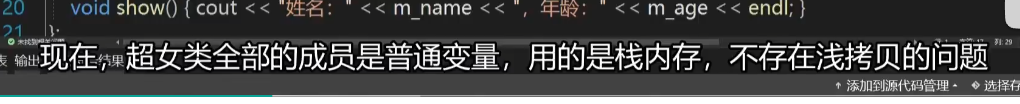 20 void show() { cout << "姓名：" << m_name << "，年龄：" << m_age << endl; }
21 };
现在，超女类全部的成员是普通变量，用的是栈内存，不存在浅拷贝的问题
↑ 添加到源代码管理 选择存